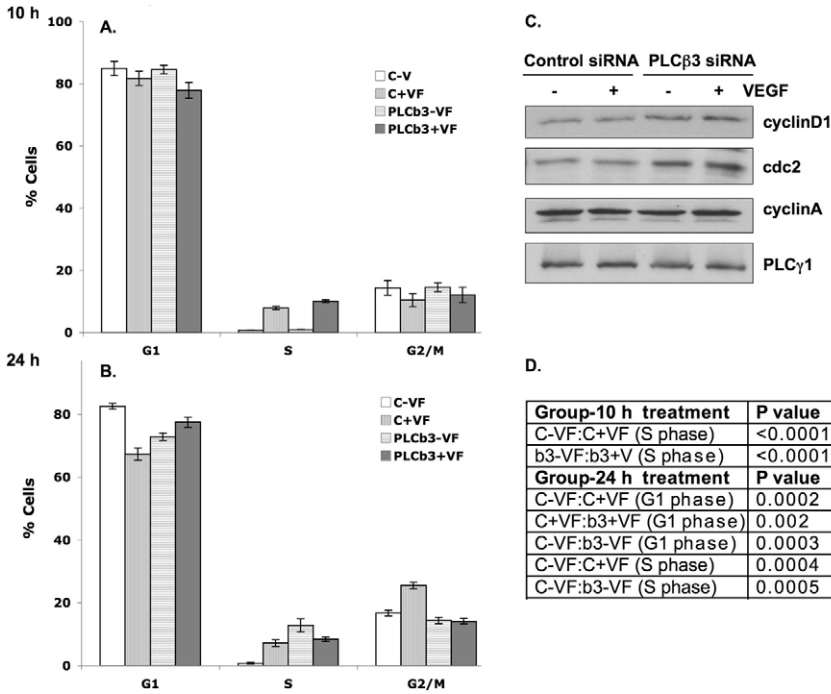 10 h
A.
% Cells
100
80
60
40
20
0
C-V
C+VF
PLCb3-VF
PLCb3+VF
G1
S
G2/M
24 h
B.
% Cells
80
60
40
20
0
C-VF
C+VF
PLCb3-VF
PLCb3+VF
G1
S
G2/M
C.
Control siRNA PLCβ3 siRNA
- + - + VEGF
cyclinD1
cdc2
cyclinA
PLCγ1
D.
Group-10 h treatment P value
C-VF:C+VF (S phase) <0.0001
b3-VF:b3+V (S phase) <0.0001
Group-24 h treatment P value
C-VF:C+VF (G1 phase) 0.0002
C+VF:b3+VF (G1 phase) 0.002
C-VF:b3-VF (G1 phase) 0.0003
C-VF:C+VF (S phase) 0.0004
C-VF:b3-VF (S phase) 0.0005